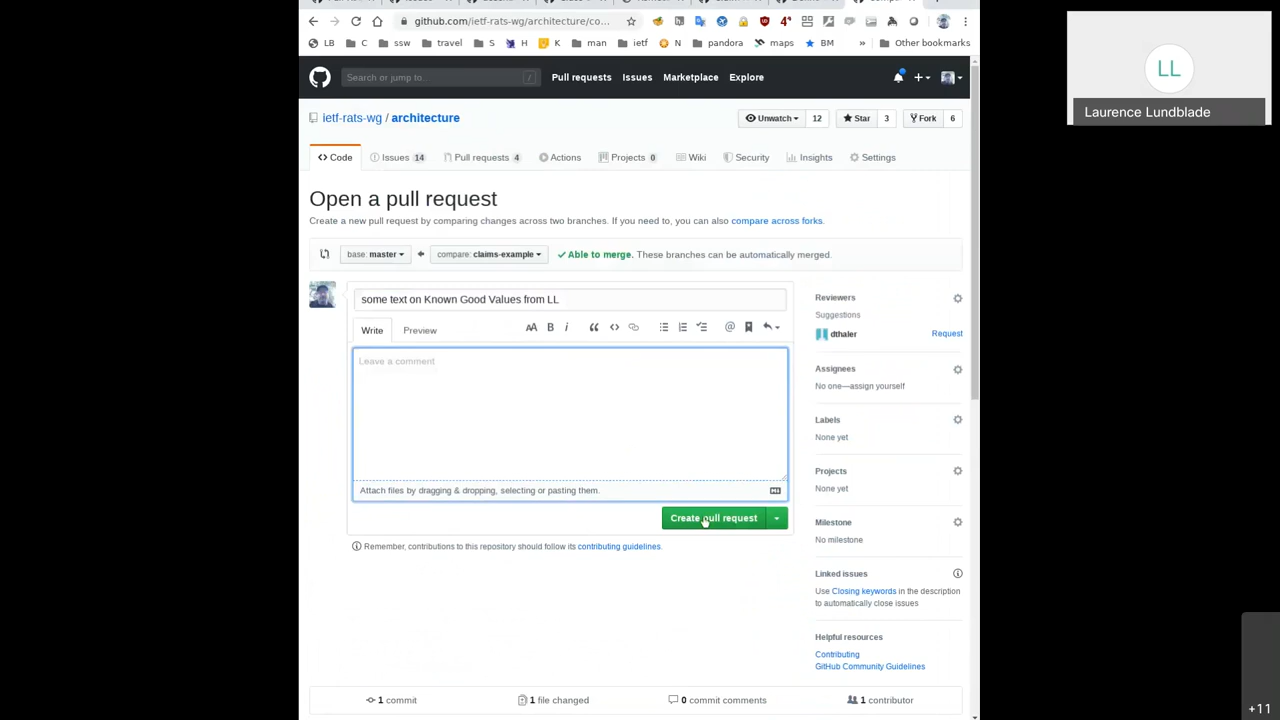 github.com/ietf-rats-wg/architecture/co...
LB C ssw travel S H K man ietf N pandora maps BM » Other bookmarks
Search or jump to... / Pull requests Issues Marketplace Explore
ietf-rats-wg / architecture Unwatch 12 Star 3 Fork 6
Code Issues 14 Pull requests 4 Actions Projects 0 Wiki Security Insights Settings
Open a pull request
Create a new pull request by comparing changes across two branches. If you need to, you can also compare across forks.
base: master compare: claims-example Able to merge. These branches can be automatically merged.
some text on Known Good Values from LL
Write Preview
Leave a comment
Attach files by dragging & dropping, selecting or pasting them.
Create pull request
Remember, contributions to this repository should follow its contributing guidelines.
Reviewers
Suggestions
dthaler Request
Assignees
No one—assign yourself
Labels
None yet
Projects
None yet
Milestone
No milestone
Linked issues
Use Closing keywords in the description
to automatically close issues
Helpful resources
Contributing
GitHub Community Guidelines
1 commit 1 file changed 0 commit comments 1 contributor
LL
Laurence Lundblade
+11